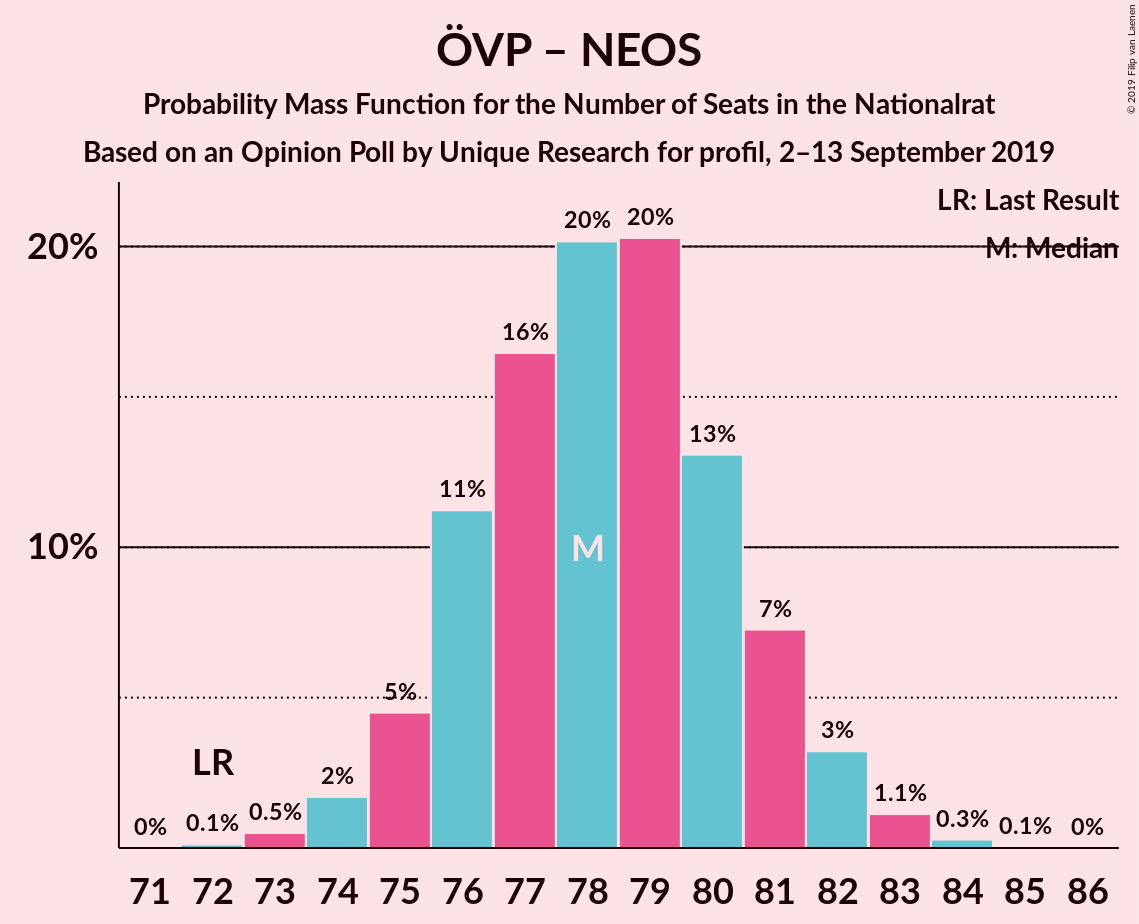 ÖVP – NEOS
Probability Mass Function for the Number of Seats in the Nationalrat
Based on an Opinion Poll by Unique Research for profil, 2–13 September 2019
© 2019 Filip van Laenen
LR: Last Result
M: Median
20%
10%
0%
0.1%
0.5%
2%
5%
11%
16%
20%
20%
13%
7%
3%
1.1%
0.3%
0.1%
0%
LR
M
71 72 73 74 75 76 77 78 79 80 81 82 83 84 85 86